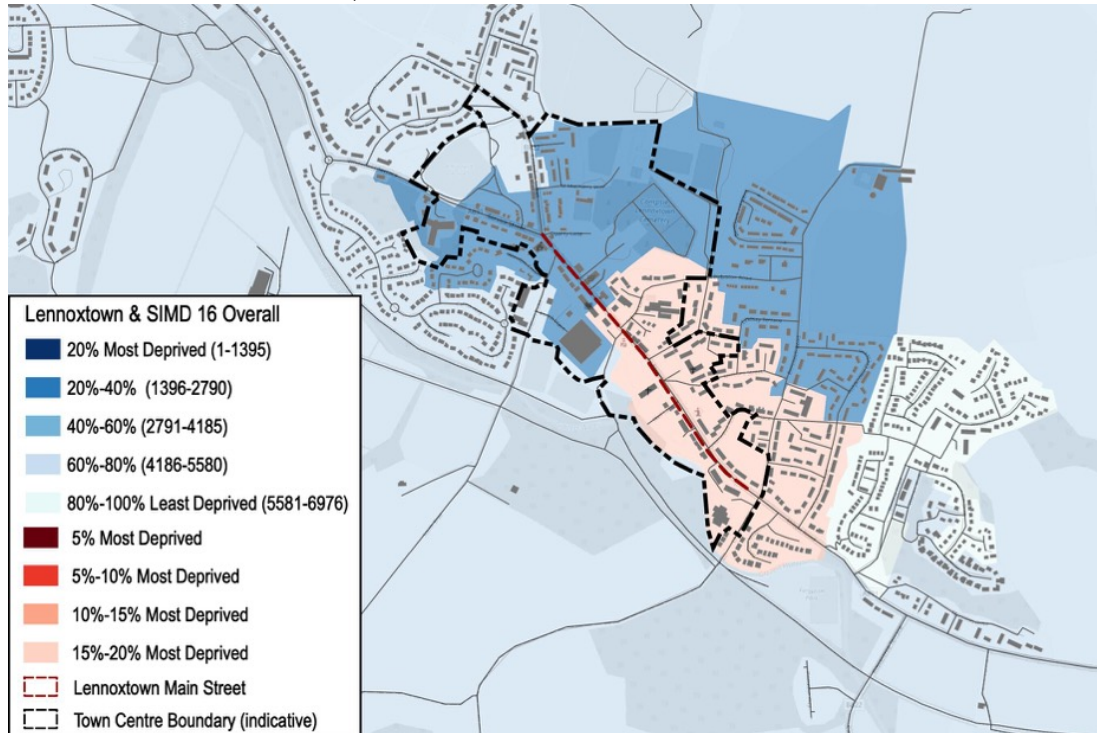 Lennoxtown & SIMD 16 Overall
20% Most Deprived (1-1395)
20%-40% (1396-2790)
40%-60% (2791-4185)
60%-80% (4186-5580)
80%-100% Least Deprived (5581-6976)
5% Most Deprived
5%-10% Most Deprived
10%-15% Most Deprived
15%-20% Most Deprived
Lennoxtown Main Street
Town Centre Boundary (indicative)